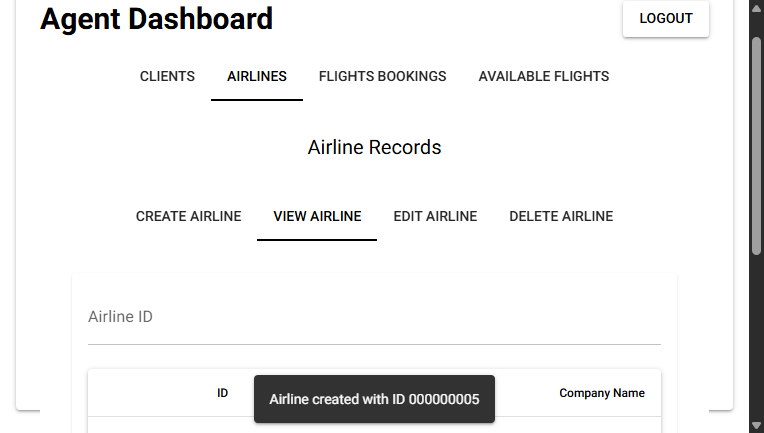 Agent Dashboard
LOGOUT
CLIENTS AIRLINES FLIGHTS BOOKINGS AVAILABLE FLIGHTS
Airline Records
CREATE AIRLINE VIEW AIRLINE EDIT AIRLINE DELETE AIRLINE
Airline ID
ID Company Name
Airline created with ID 000000005